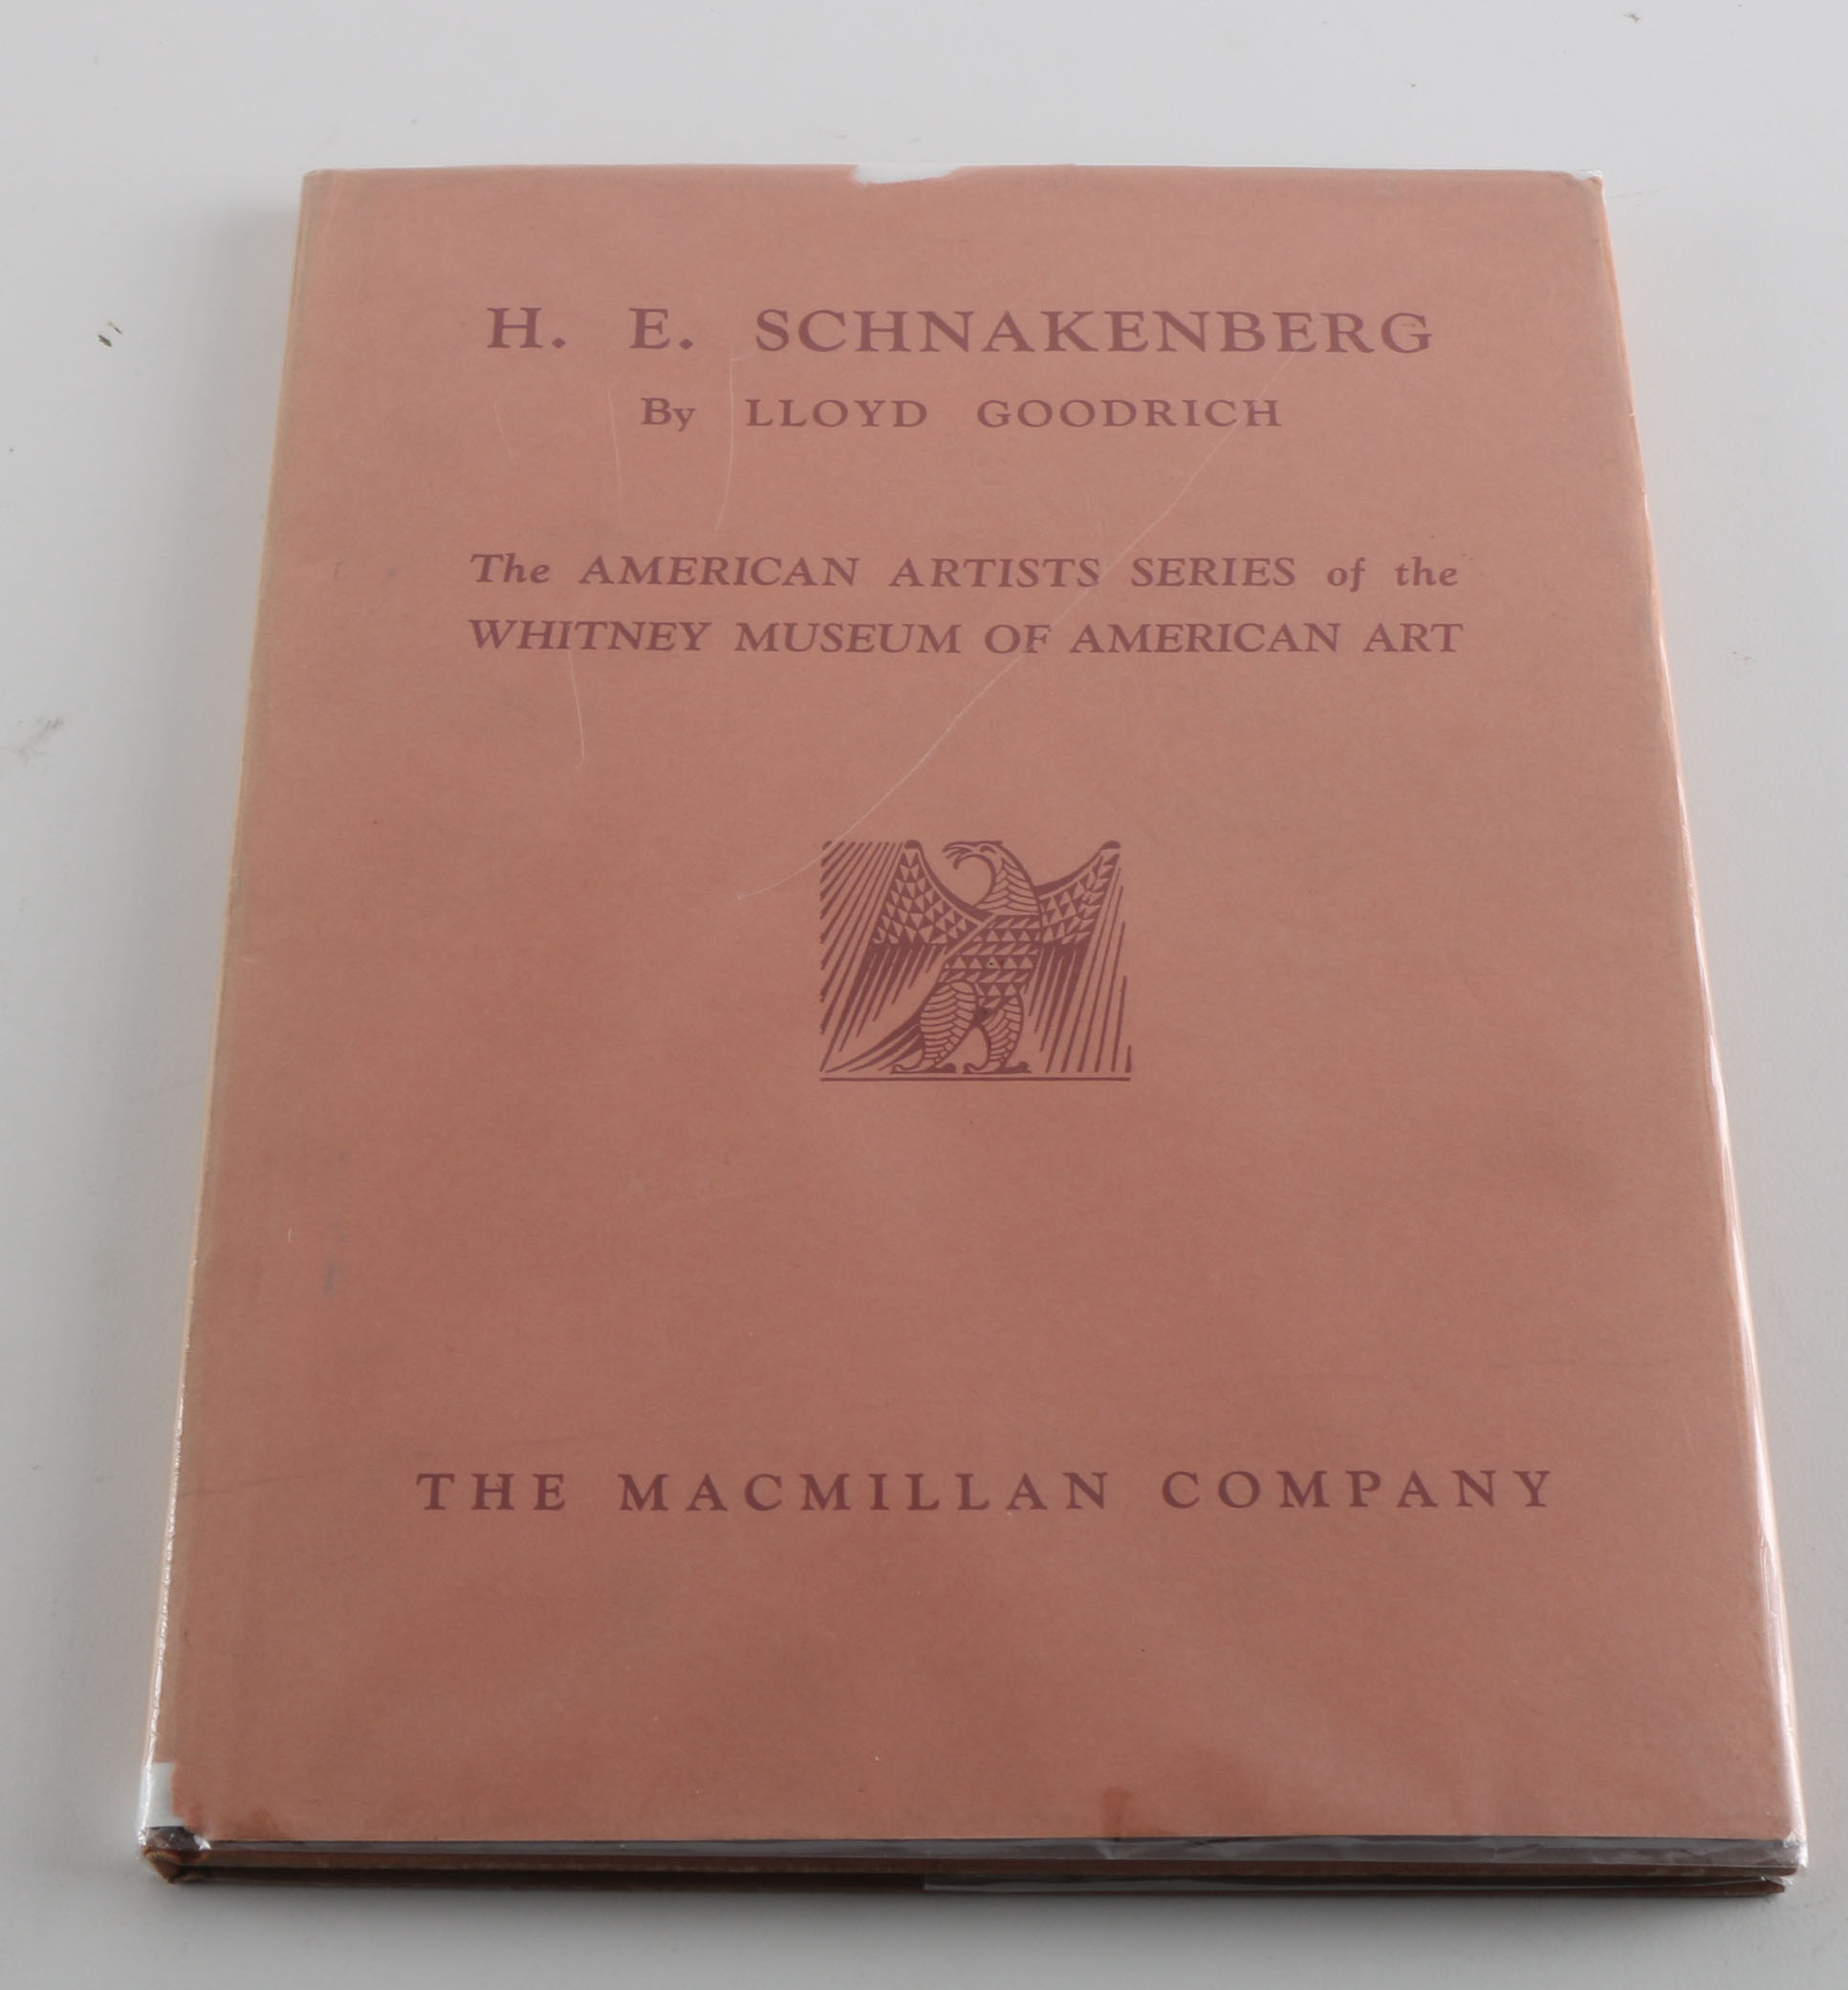 H. E. SCHNAKENBERG
By LLOYD GOODRICH
The AMERICAN ARTISTS SERIES of the
WHITNEY MUSEUM OF AMERICAN ART
THE MACMILLAN COMPANY